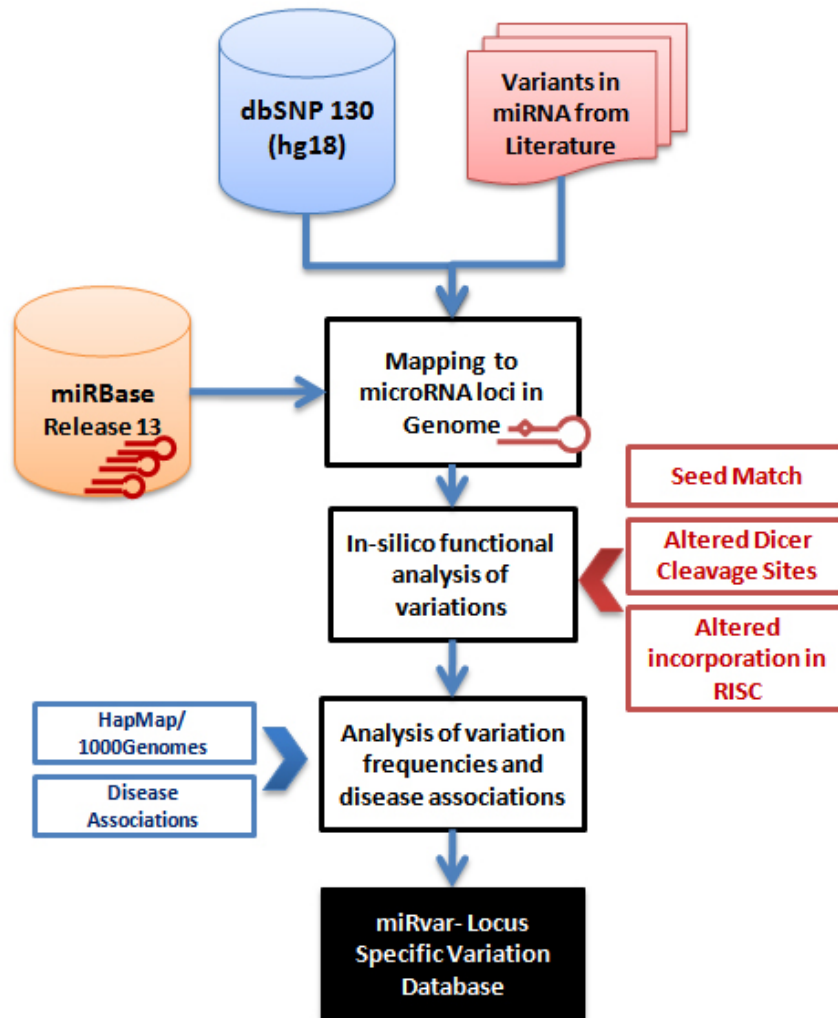 dbSNP 130
(hg18)
Variants in
miRNA from
Literature
miRBase
Release 13
Mapping to
microRNA loci in
Genome
Seed Match
Altered Dicer
Cleavage Sites
Altered
incorporation in
RISC
In-silico functional
analysis of
variations
HapMap/
1000Genomes
Disease
Associations
Analysis of variation
frequencies and
disease associations
miRvar- Locus
Specific Variation
Database